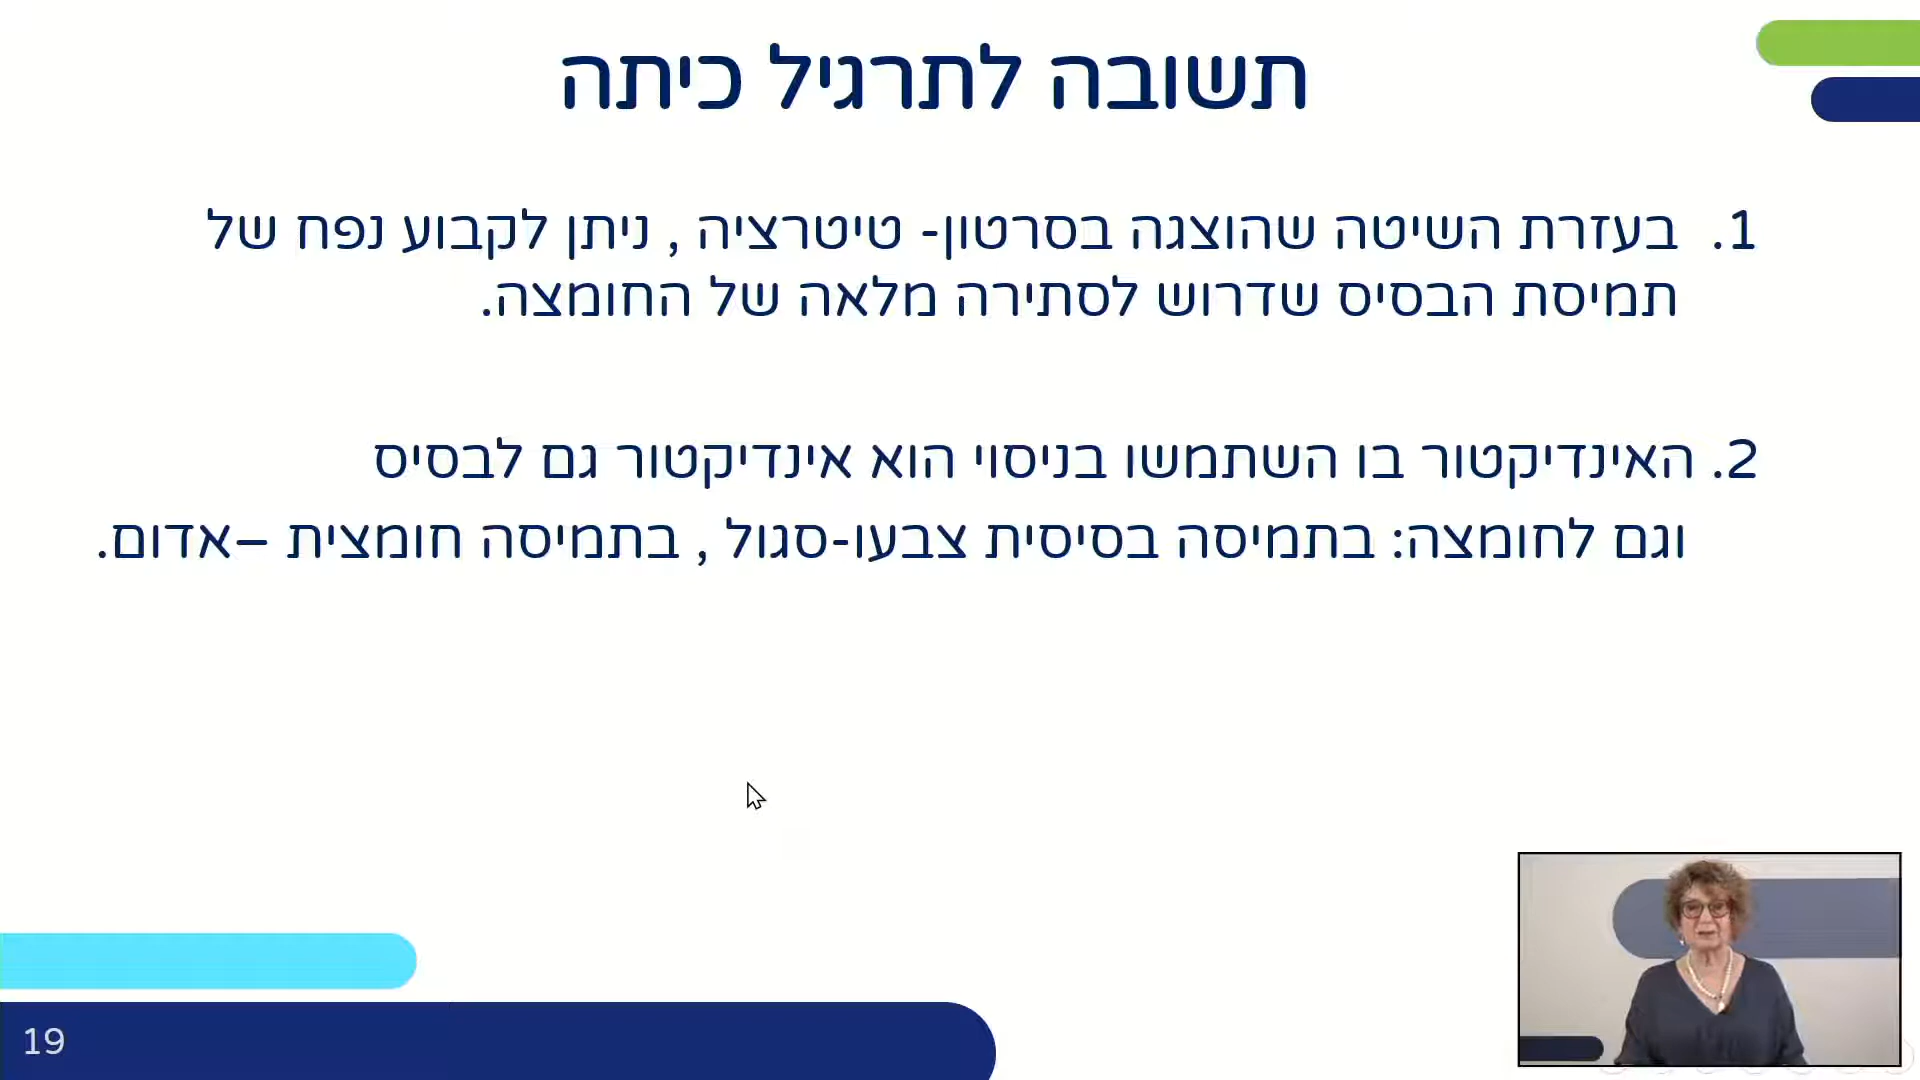 תשובה לתרגיל כיתה
1. בעזרת השיטה שהוצגה בסרטון- טיטרציה , ניתן לקבוע נפח של
תמיסת הבסיס שדרוש לסתירה מלאה של החומצה.
2. האינדיקטור בו השתמשו בניסוי הוא אינדיקטור גם לבסיס
וגם לחומצה: בתמיסה בסיסית צבעו-סגול , בתמיסה חומצית –אדום.
19